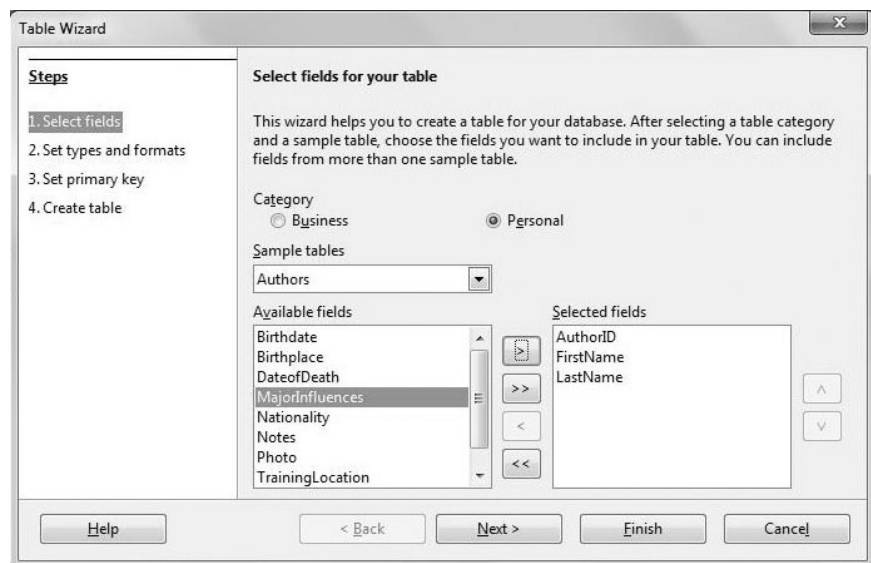 Table Wizard
X
Steps
1. Select fields
2. Set types and formats
3. Set primary key
4. Create table
Select fields for your table
This wizard helps you to create a table for your database. After selecting a table category
and a sample table, choose the fields you want to include in your table. You can include
fields from more than one sample table.
Category
Business
Personal
Sample tables
Authors
Available fields
Birthdate
Birthplace
DateofDeath
MajorInfluences
Nationality
Notes
Photo
TrainingLocation
>
>>
<
<<
Selected fields
AuthorID
FirstName
LastName
Help
< Back
Next >
Finish
Cancel